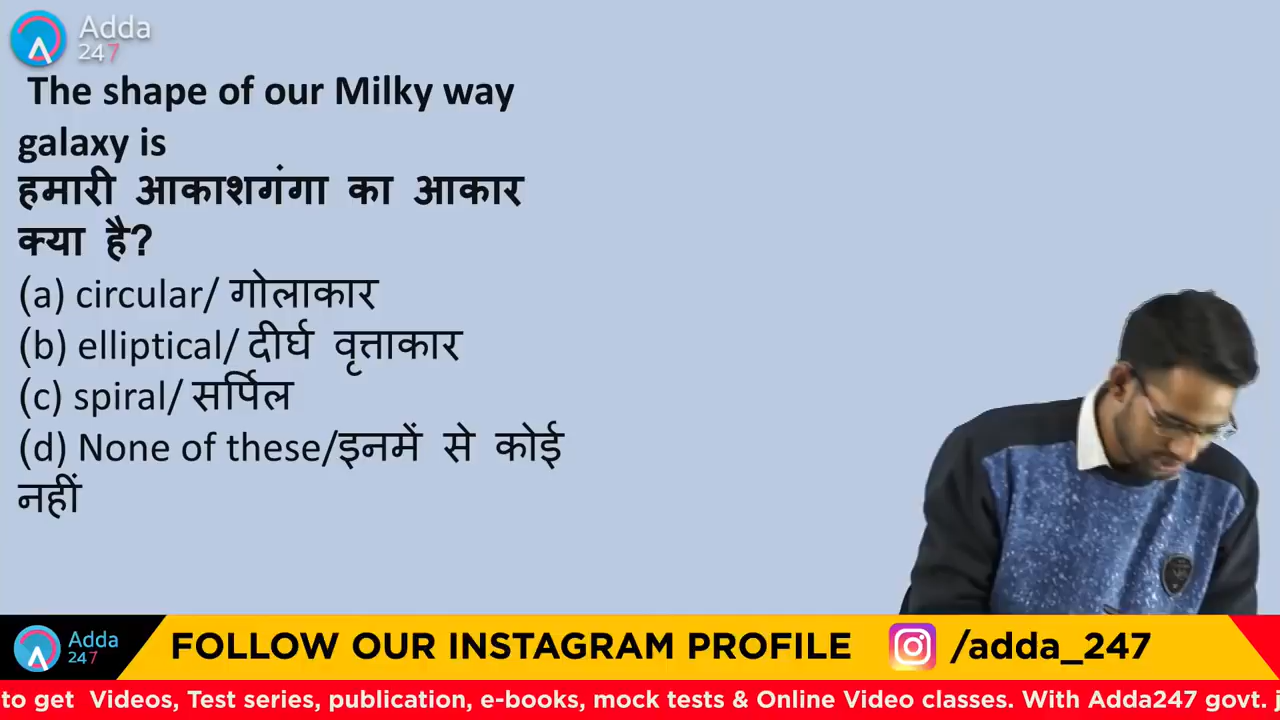 Adda
247
The shape of our Milky way
galaxy is
हमारी आकाशगंगा का आकार
क्या है?
(a) circular/ गोलाकार
(b) elliptical/ दीर्घ वृत्ताकार
(c) spiral/ सर्पिल
(d) None of these/इनमें से कोई
नहीं
Adda
247
FOLLOW OUR INSTAGRAM PROFILE /adda_247
to get Videos, Test series, publication, e-books, mock tests & Online Video classes. With Adda247 govt.